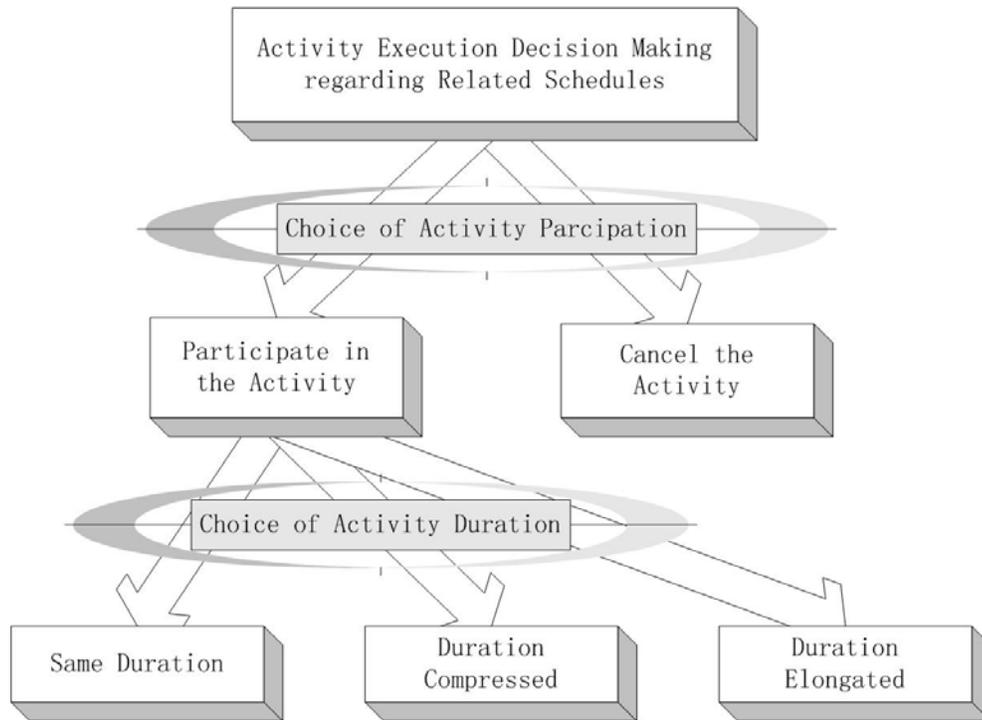 Activity Execution Decision Making
regarding Related Schedules
Choice of Activity Parcipation
Participate in
the Activity
Cancel the
Activity
Choice of Activity Duration
Same Duration
Duration
Compressed
Duration
Elongated